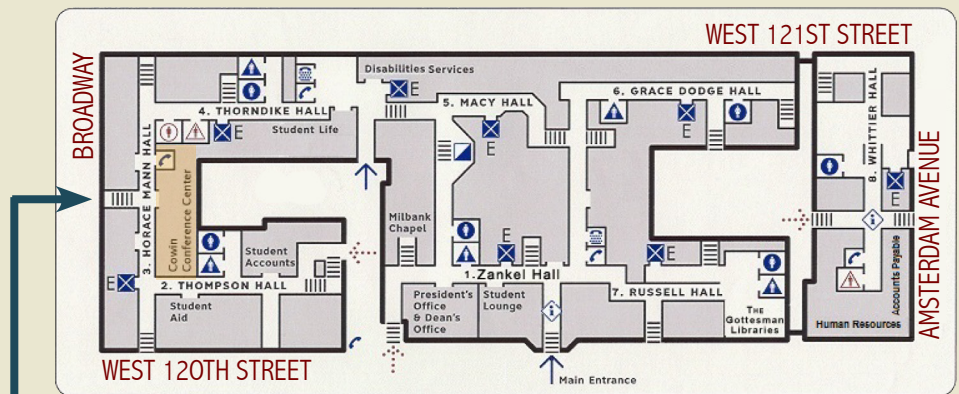 WEST 121ST STREET
BROADWAY
Disabilities Services
E
4. THORNDIKE HALL
5. MACY HALL
6. GRACE DODGE HALL
E
Student Life
E
E
E
3. HORACE MANN HALL
Cowin
Conference Center
8. WHITTIER HALL
E
AMSTERDAM AVENUE
Milbank
Chapel
i
Student
Accounts
E
E
E
1.Zankel Hall
2. THOMPSON HALL
7. RUSSELL HALL
Student
Aid
President's
Office
& Dean's
Office
Student
Lounge
i
THE
Gottesman
Libraries
Accounts Payable
Human Resources
WEST 120TH STREET
Main Entrance